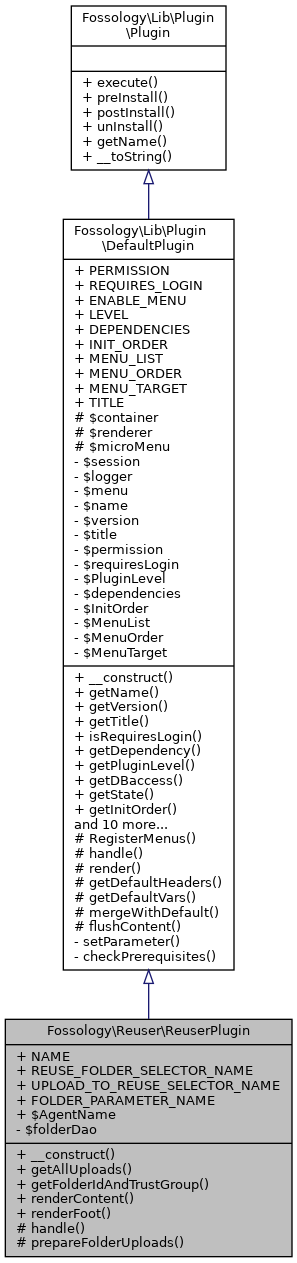 Fossology\Lib\Plugin
\Plugin
+ execute()
+ preInstall()
+ postInstall()
+ unInstall()
+ getName()
+ __toString()
Fossology\Lib\Plugin
\DefaultPlugin
+ PERMISSION
+ REQUIRES_LOGIN
+ ENABLE_MENU
+ LEVEL
+ DEPENDENCIES
+ INIT_ORDER
+ MENU_LIST
+ MENU_ORDER
+ MENU_TARGET
+ TITLE
# $container
# $renderer
# $microMenu
- $session
- $logger
- $menu
- $name
- $version
- $title
- $permission
- $requiresLogin
- $PluginLevel
- $dependencies
- $InitOrder
- $MenuList
- $MenuOrder
- $MenuTarget
+ __construct()
+ getName()
+ getVersion()
+ getTitle()
+ isRequiresLogin()
+ getDependency()
+ getPluginLevel()
+ getDBaccess()
+ getState()
+ getInitOrder()
and 10 more...
# RegisterMenus()
# handle()
# render()
# getDefaultHeaders()
# getDefaultVars()
# mergeWithDefault()
# flushContent()
- setParameter()
- checkPrerequisites()
Fossology\Reuser\ReuserPlugin
+ NAME
+ REUSE_FOLDER_SELECTOR_NAME
+ UPLOAD_TO_REUSE_SELECTOR_NAME
+ FOLDER_PARAMETER_NAME
+ $AgentName
- $folderDao
+ __construct()
+ getAllUploads()
+ getFolderIdAndTrustGroup()
+ renderContent()
+ renderFoot()
# handle()
# prepareFolderUploads()